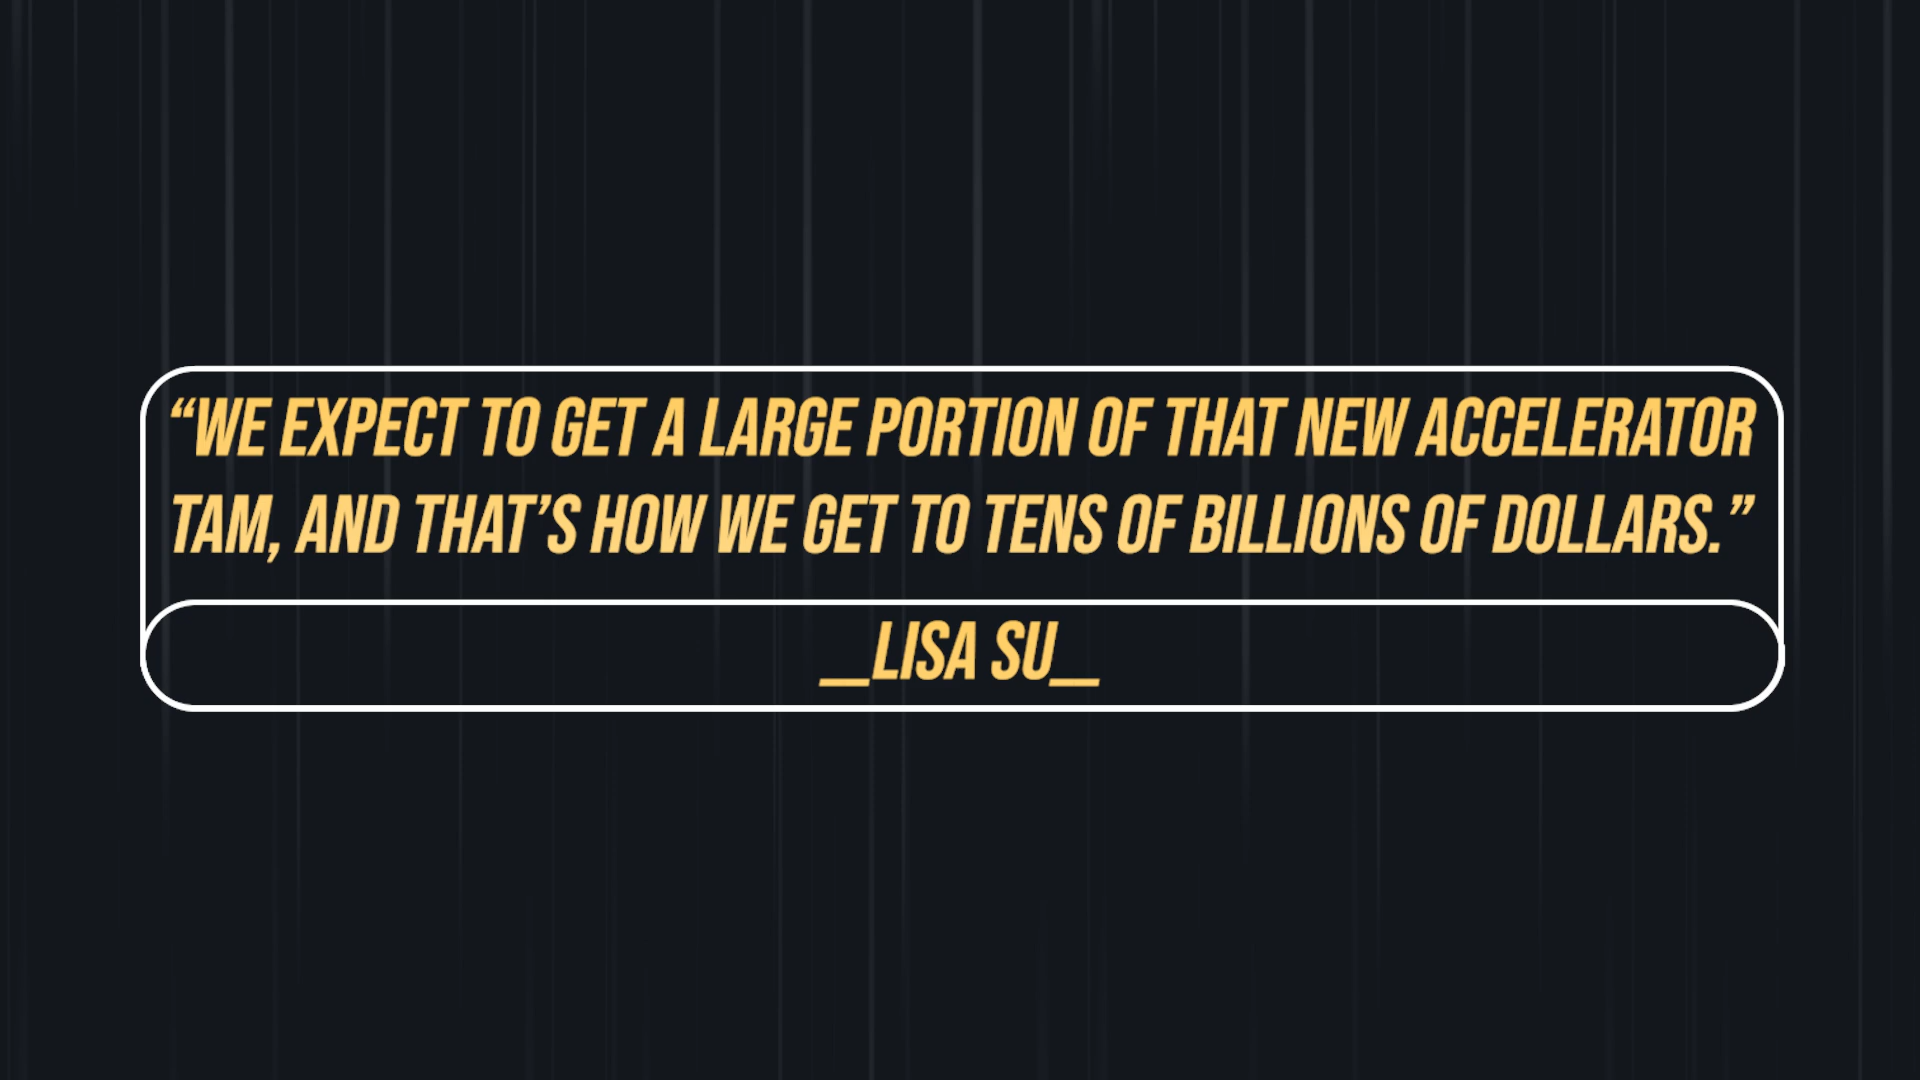 “WE EXPECT TO GET A LARGE PORTION OF THAT NEW ACCELERATOR
TAM, AND THAT’S HOW WE GET TO TENS OF BILLIONS OF DOLLARS.”
__LISA SU__